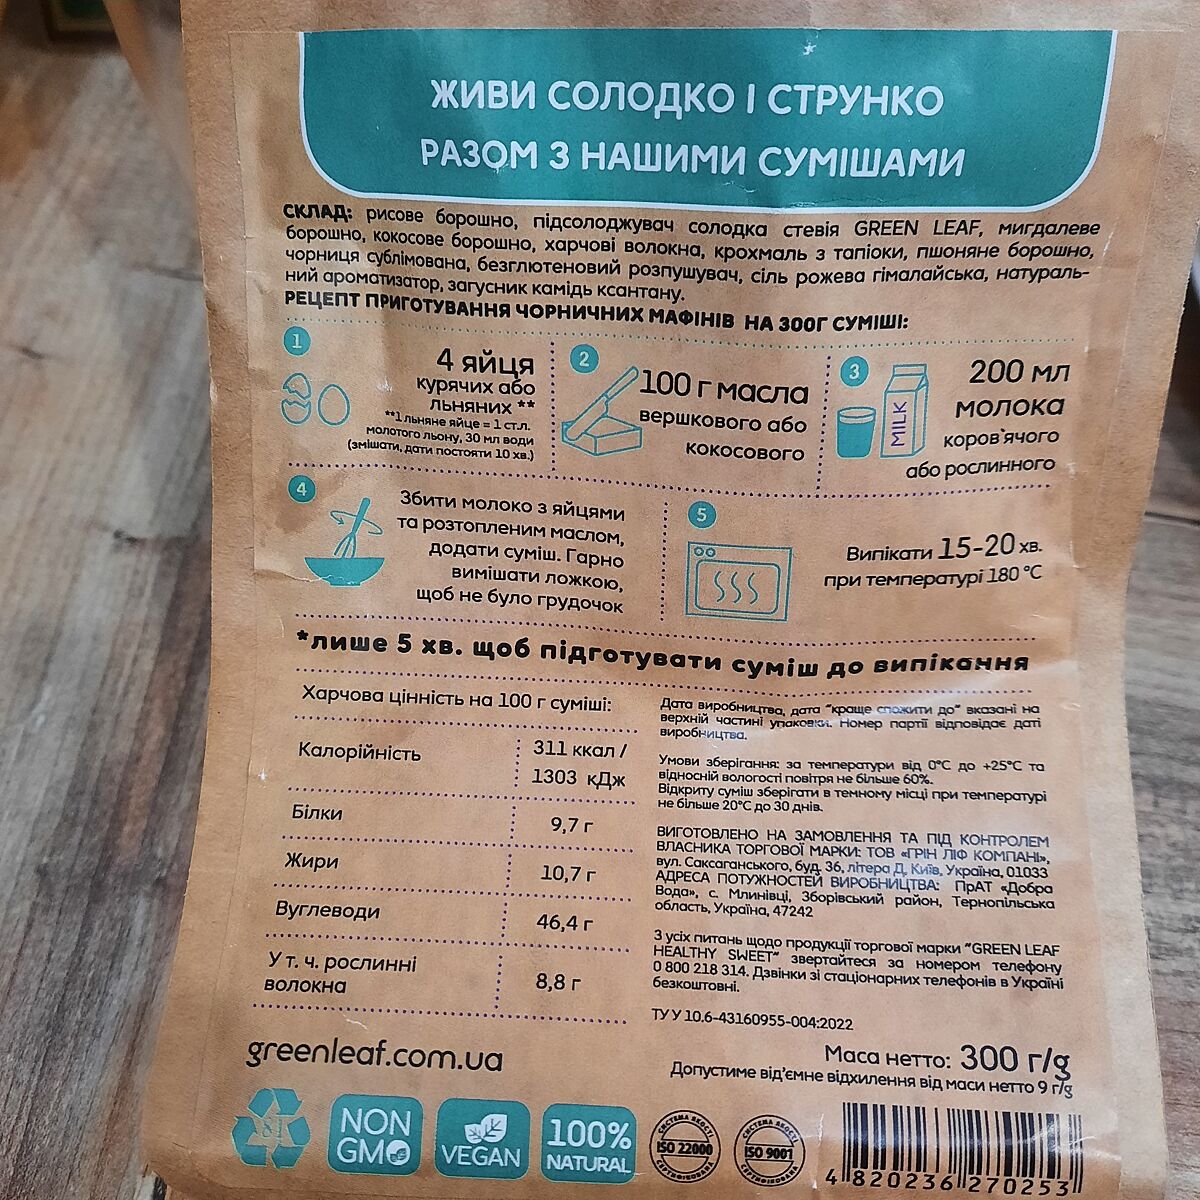 ЖИВИ СОЛОДКО І СТРУНКО
РАЗОМ З НАШИМИ СУМІШАМИ
СКЛАД: рисове борошно, підсолоджувач солодка стевія GREEN LEAF, мигдалеве
борошно, кокосове борошно, харчові волокна, крохмаль з тапіоки, пшоняне борошно,
чорниця сублімована, безглютеновий розпушувач, сіль рожева гімалайська, натураль-
ний ароматизатор, загусник камідь ксантану.
РЕЦЕПТ ПРИГОТУВАННЯ ЧОРНИЧНИХ МАФІНІВ НА 300Г СУМІШІ:
1
4 яйця
курячих або
льняних **
**1 льняне яйце = 1 ст.л.
молотого льону, 30 мл води
(змішати, дати постояти 10 хв.)
2
100 г масла
вершкового або
кокосового
3
MILK
200 мл
молока
коров'ячого
або рослинного
4
Збити молоко з яйцями
та розтопленим маслом,
додати суміш. Гарно
вимішати ложкою,
щоб не було грудочок
5
Випікати 15-20 хв.
при температурі 180 °C
*лише 5 хв. щоб підготувати суміш до випікання
Харчова цінність на 100 г суміші:
Калорійність
311 ккал /
1303 кДж
Білки
9,7 г
Жири
10,7 г
Вуглеводи
46,4 г
У т. ч. рослинні
волокна
8,8 г
Дата виробництва, дата "краще спожити до" вказані на
верхній частині упаковки. Номер партії відповідає даті
виробництва.
Умови зберігання: за температури від 0°C до +25°C та
відносній вологості повітря не більше 60%.
Відкриту суміш зберігати в темному місці при температурі
не більше 20°C до 30 днів.
ВИГОТОВЛЕНО НА ЗАМОВЛЕННЯ ТА ПІД КОНТРОЛЕМ
ВЛАСНИКА ТОРГОВОЇ МАРКИ: ТОВ «ГРІН ЛІФ КОМПАНІ»,
вул. Саксаганського, буд. 36, літера Д, Київ, Україна, 01033
АДРЕСА ПОТУЖНОСТЕЙ ВИРОБНИЦТВА: ПрАТ «Добра
Вода», с. Млинівці, Зборівський район, Тернопільська
область, Україна, 47242
З усіх питань щодо продукції торгової марки "GREEN LEAF
HEALTHY SWEET" звертайтеся за номером телефону
0 800 218 314. Дзвінки зі стаціонарних телефонів в Україні
безкоштовні.
ТУ У 10.6-43160955-004:2022
greenleaf.com.ua
Маса нетто: 300 г/g
Допустиме від'ємне відхилення від маси нетто 9 г/g
81
NON
GMO
VEGAN
100%
NATURAL
СИСТЕМА ЯКОСТІ
ISO 22000
СЕРТИФІКОВАНА
СИСТЕМА ЯКОСТІ
ISO 9001
СЕРТИФІКОВАНА
4 820236 270253